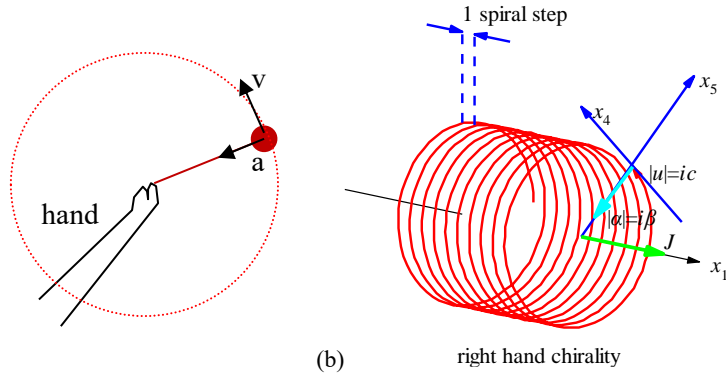 1 spiral step
v
a
hand
x5
x4
|u|=ic
|α|=iβ
J
x1
(b)
right hand chirality